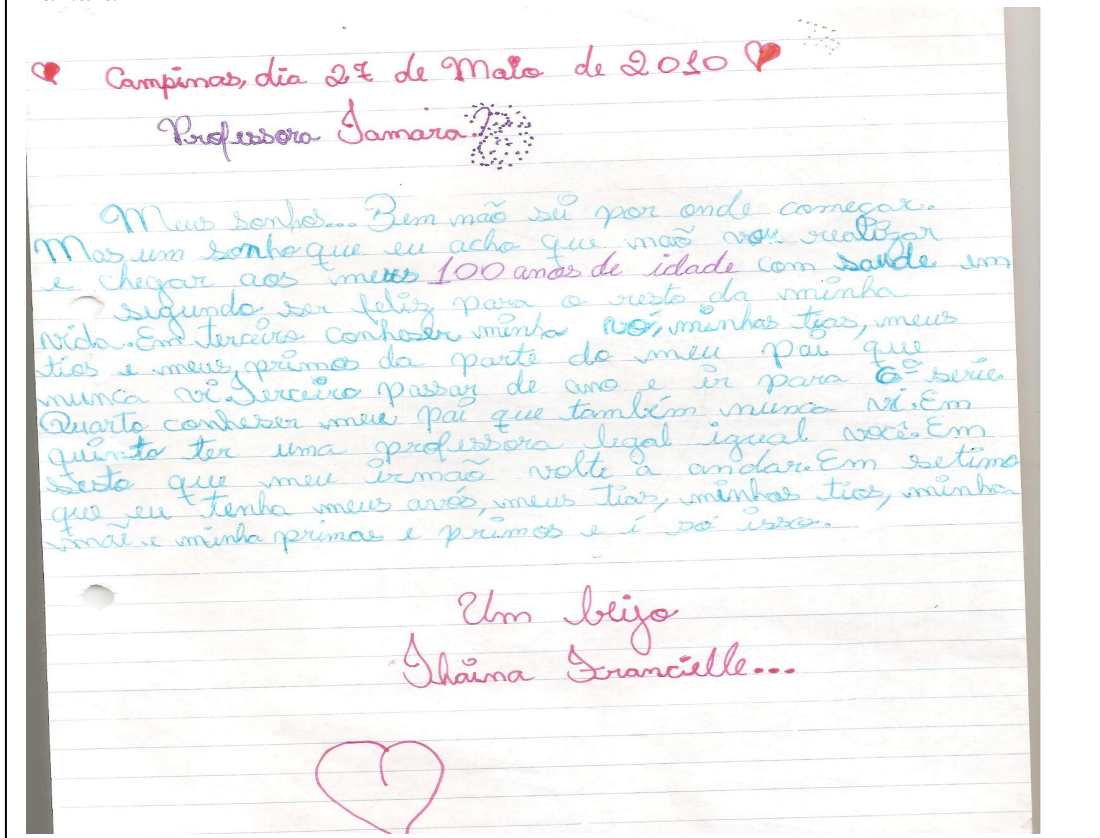 Campinas, dia 27 de Maio de 2010
Professora Tamara
Meus sonhos... Bem não sei por onde começar.
Mas um sonho que eu acho que não vou realizar
e chegar aos meus 100 anos de idade com saude em
segundo ser feliz para o resto da minha
vida. Em terceiro conheser minha vó, minhas tias, meus
tios e meus primos da parte do meu pai que
nunca vi. Terceiro passar de ano e ir para 6ª série.
Quarto conheser meu pai que também nunca vi. Em
quinto ter uma professora legal igual você. Em
sesto que meu irmão volte a andar. Em setimo
que eu tenha meus avós, meus tios, minhas tias, minha
mãe e minha primas e primos e é só isso.
Um beijo
Thaina Francielle...